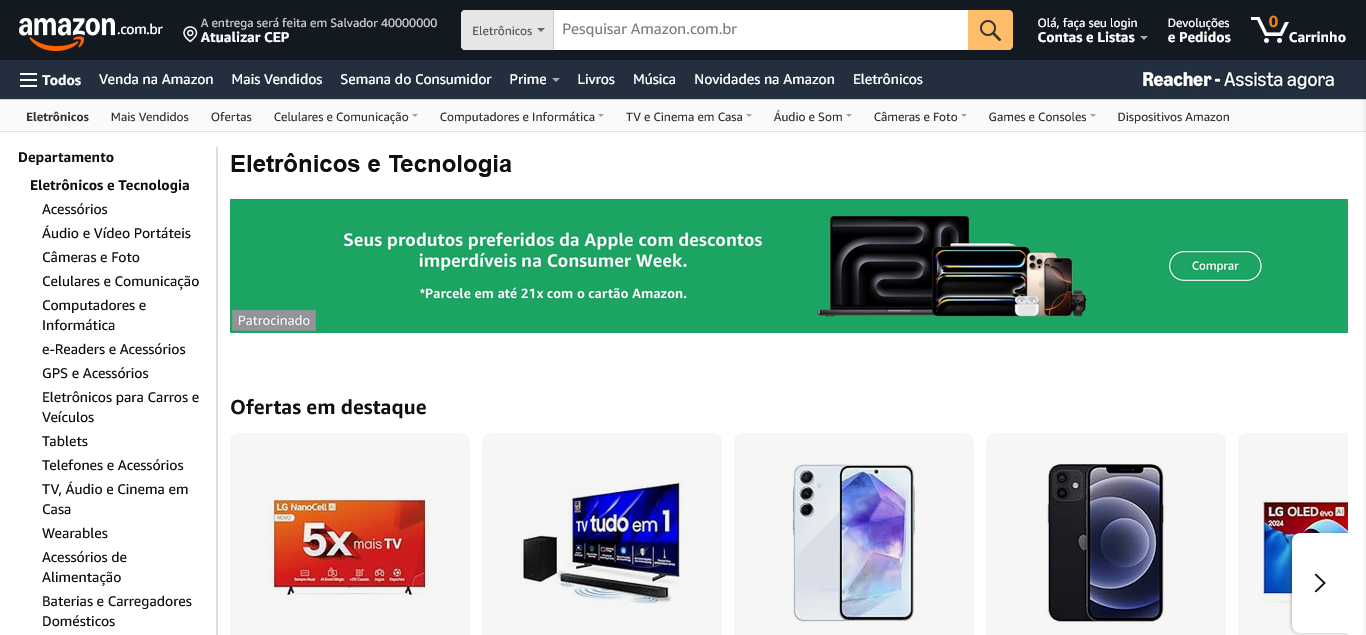 amazon.com.br
A entrega será feita em Salvador 40000000
Atualizar CEP
Eletrônicos
Pesquisar Amazon.com.br
Olá, faça seu login
Contas e Listas
Devoluções
e Pedidos
0
Carrinho
Todos
Venda na Amazon
Mais Vendidos
Semana do Consumidor
Prime
Livros
Música
Novidades na Amazon
Eletrônicos
Reacher - Assista agora
Eletrônicos
Mais Vendidos
Ofertas
Celulares e Comunicação
Computadores e Informática
TV e Cinema em Casa
Áudio e Som
Câmeras e Foto
Games e Consoles
Dispositivos Amazon
Departamento
Eletrônicos e Tecnologia
Acessórios
Áudio e Vídeo Portáteis
Câmeras e Foto
Celulares e Comunicação
Computadores e
Informática
e-Readers e Acessórios
GPS e Acessórios
Eletrônicos para Carros e
Veículos
Tablets
Telefones e Acessórios
TV, Áudio e Cinema em
Casa
Wearables
Acessórios de
Alimentação
Baterias e Carregadores
Domésticos
Eletrônicos e Tecnologia
Seus produtos preferidos da Apple com descontos
imperdíveis na Consumer Week.
*Parcele em até 21x com o cartão Amazon.
Comprar
Patrocinado
Ofertas em destaque
LG NanoCell AI
NOVO
5x mais TV
TV tudo em 1
LG OLED evo AI
2024